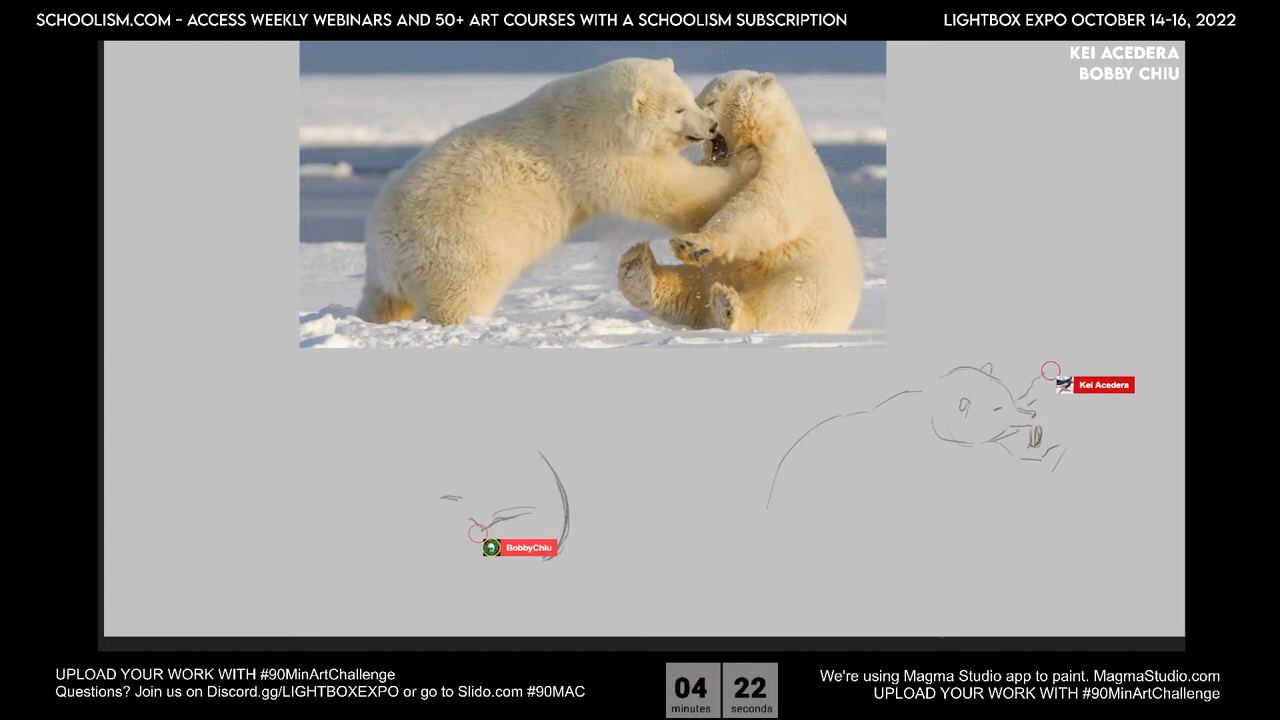 SCHOOLISM.COM – ACCESS WEEKLY WEBINARS AND 50+ ART COURSES WITH A SCHOOLISM SUBSCRIPTION
LIGHTBOX EXPO OCTOBER 14-16, 2022
KEI ACEDERA
BOBBY CHIU
Kei Acedera
BobbyChiu
UPLOAD YOUR WORK WITH #90MinArtChallenge
Questions? Join us on Discord.gg/LIGHTBOXEXPO or go to Slido.com #90MAC
04 22
minutes seconds
We're using Magma Studio app to paint. MagmaStudio.com
UPLOAD YOUR WORK WITH #90MinArtChallenge